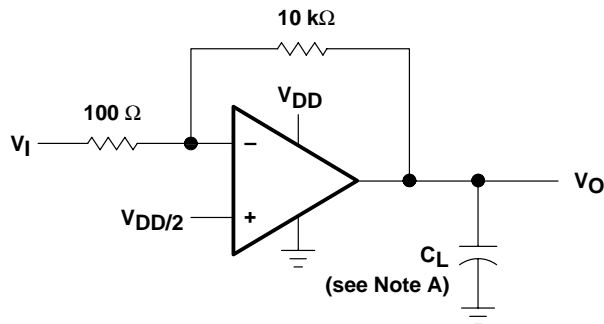 10 kΩ
100 Ω
VDD
VI
−
VDD/2
+
VO
CL
(see Note A)